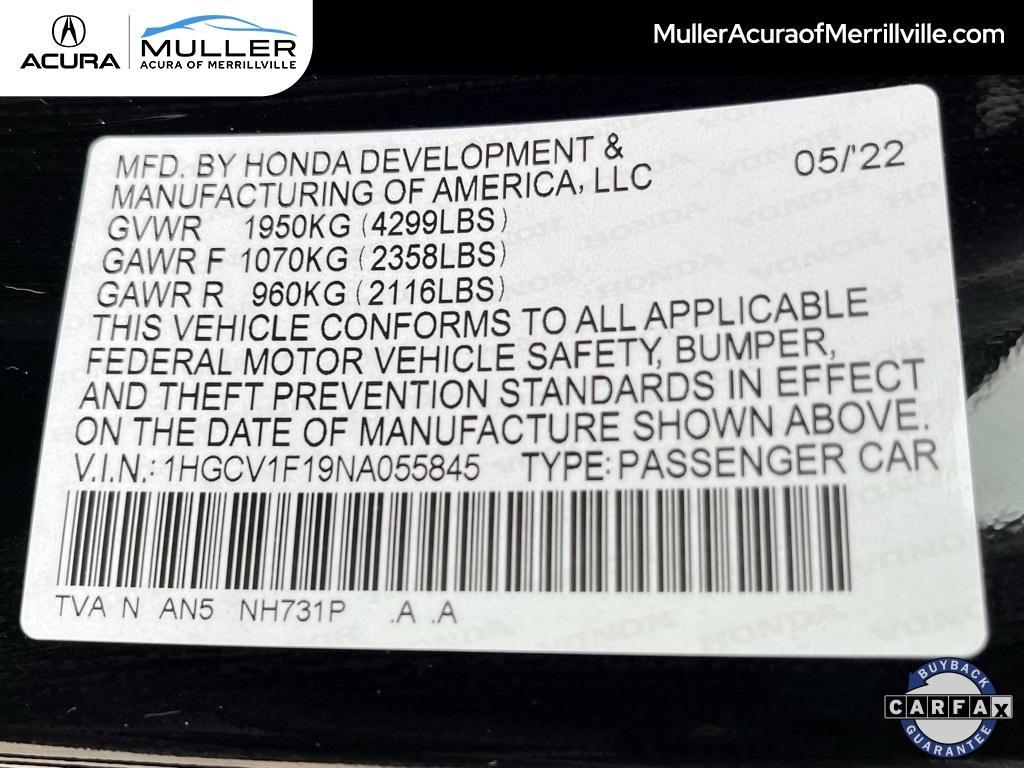 ACURA
MULLER
ACURA OF MERRILLVILLE
MullerAcuraofMerrillville.com
MFD. BY HONDA DEVELOPMENT &
MANUFACTURING OF AMERICA, LLC
05/'22
GVWR 1950KG (4299LBS)
GAWR F 1070KG (2358LBS)
GAWR R 960KG (2116LBS)
THIS VEHICLE CONFORMS TO ALL APPLICABLE
FEDERAL MOTOR VEHICLE SAFETY, BUMPER,
AND THEFT PREVENTION STANDARDS IN EFFECT
ON THE DATE OF MANUFACTURE SHOWN ABOVE.
V.I.N.: 1HGCV1F19NA055845 TYPE: PASSENGER CAR
TVA N AN5 NH731P .A .A
BUYBACK
CARFAX
GUARANTEE